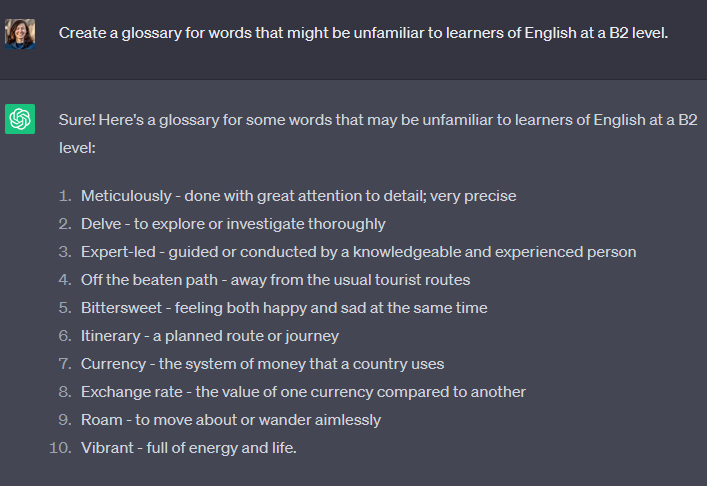 Create a glossary for words that might be unfamiliar to learners of English at a B2 level.
Sure! Here's a glossary for some words that may be unfamiliar to learners of English at a B2
level:
1. Meticulously - done with great attention to detail; very precise
2. Delve - to explore or investigate thoroughly
3. Expert-led - guided or conducted by a knowledgeable and experienced person
4. Off the beaten path - away from the usual tourist routes
5. Bittersweet - feeling both happy and sad at the same time
6. Itinerary - a planned route or journey
7. Currency - the system of money that a country uses
8. Exchange rate - the value of one currency compared to another
9. Roam - to move about or wander aimlessly
10. Vibrant - full of energy and life.